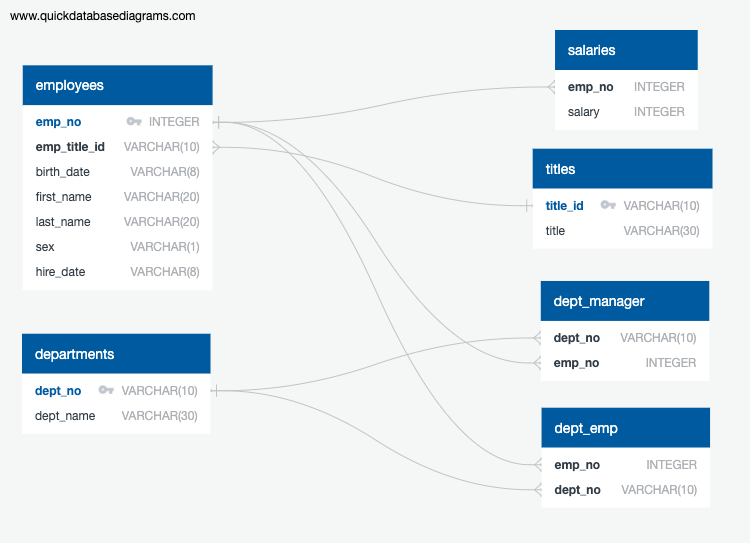 www.quickdatabasediagrams.com
employees
emp_no INTEGER
emp_title_id VARCHAR(10)
birth_date VARCHAR(8)
first_name VARCHAR(20)
last_name VARCHAR(20)
sex VARCHAR(1)
hire_date VARCHAR(8)
departments
dept_no VARCHAR(10)
dept_name VARCHAR(30)
salaries
emp_no INTEGER
salary INTEGER
titles
title_id VARCHAR(10)
title VARCHAR(30)
dept_manager
dept_no VARCHAR(10)
emp_no INTEGER
dept_emp
emp_no INTEGER
dept_no VARCHAR(10)